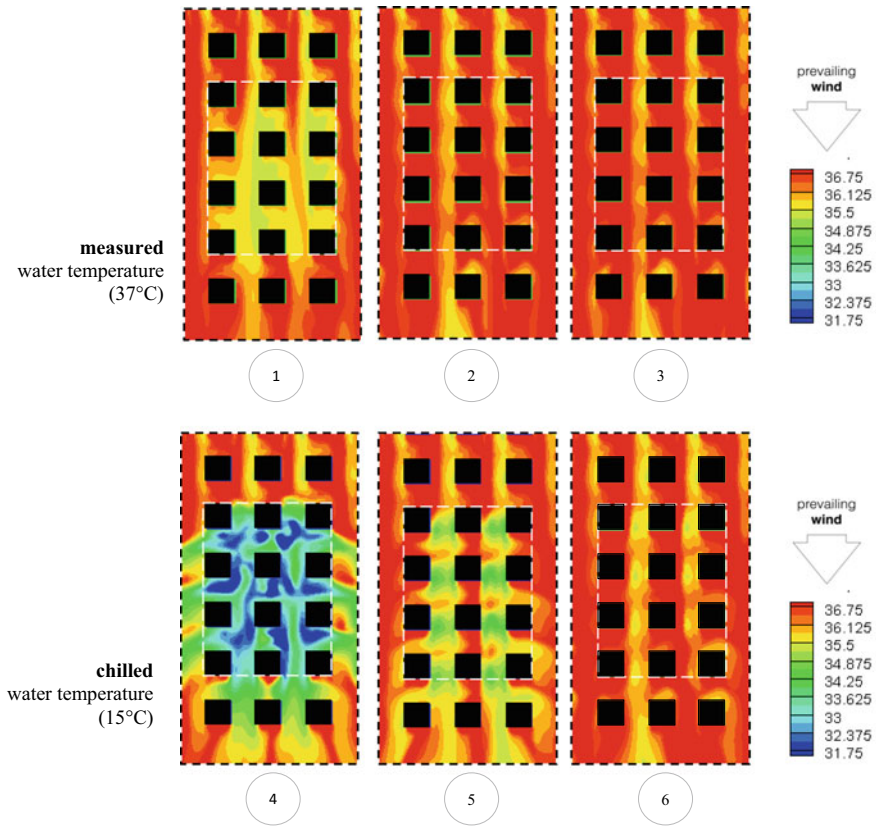 prevailing
wind
36.75
36.125
35.5
34.875
34.25
33.625
33
32.375
31.75
measured
water temperature
(37°C)
1
2
3
prevailing
wind
36.75
36.125
35.5
34.875
34.25
33.625
33
32.375
31.75
chilled
water temperature
(15°C)
4
5
6